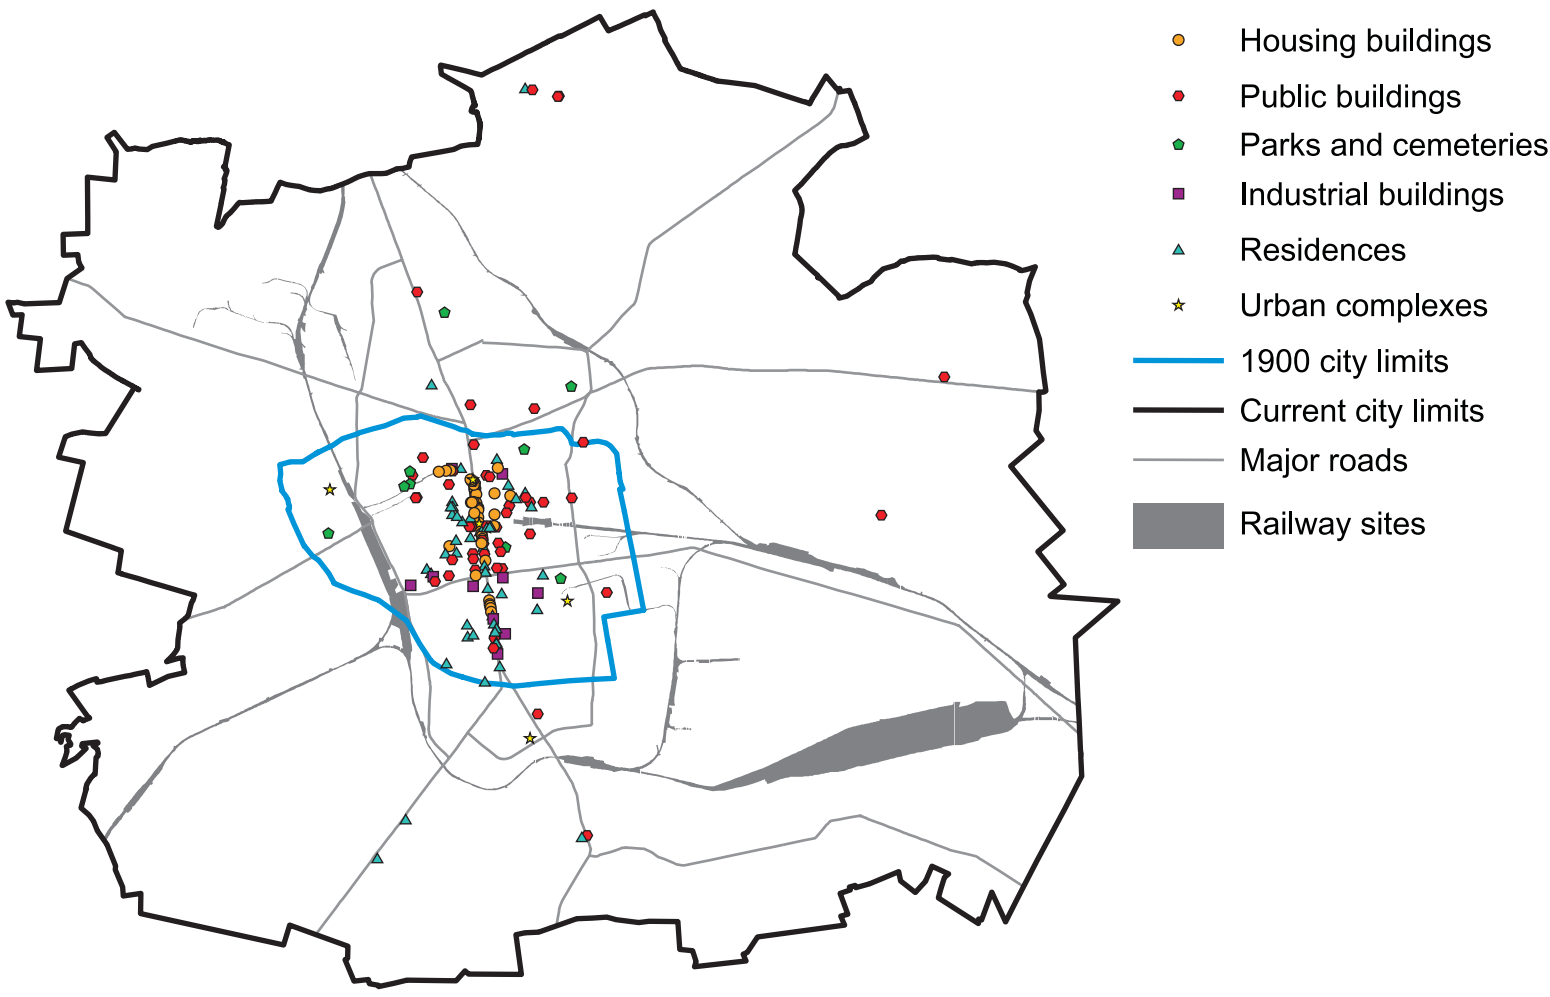 Housing buildings
Public buildings
Parks and cemeteries
Industrial buildings
Residences
Urban complexes
1900 city limits
Current city limits
Major roads
Railway sites